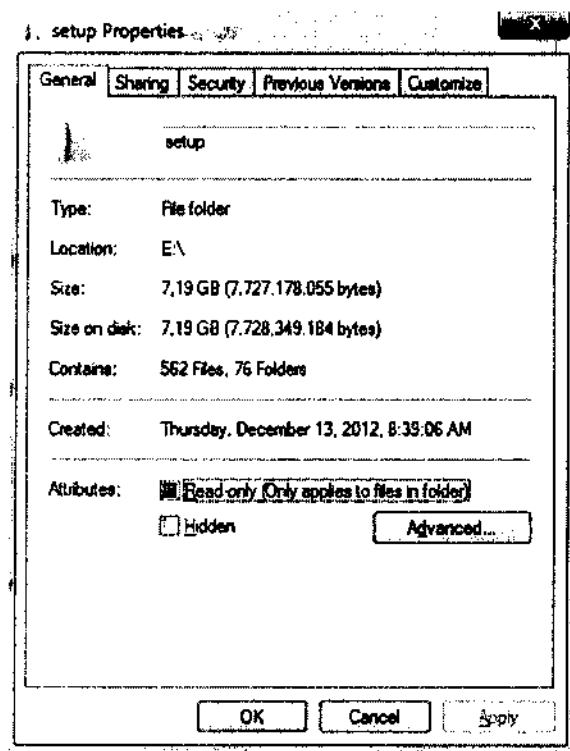 setup Properties
General Sharing Security Previous Versions Customize
setup
Type: File folder
Location: E:\
Size: 7,19 GB (7.727.178.055 bytes)
Size on disk: 7,19 GB (7.728.349.184 bytes)
Contains: 562 Files, 76 Folders
Created: Thursday, December 13, 2012, 8:39:06 AM
Attributes: Read-only (Only applies to files in folder)
Hidden Advanced...
OK Cancel Apply